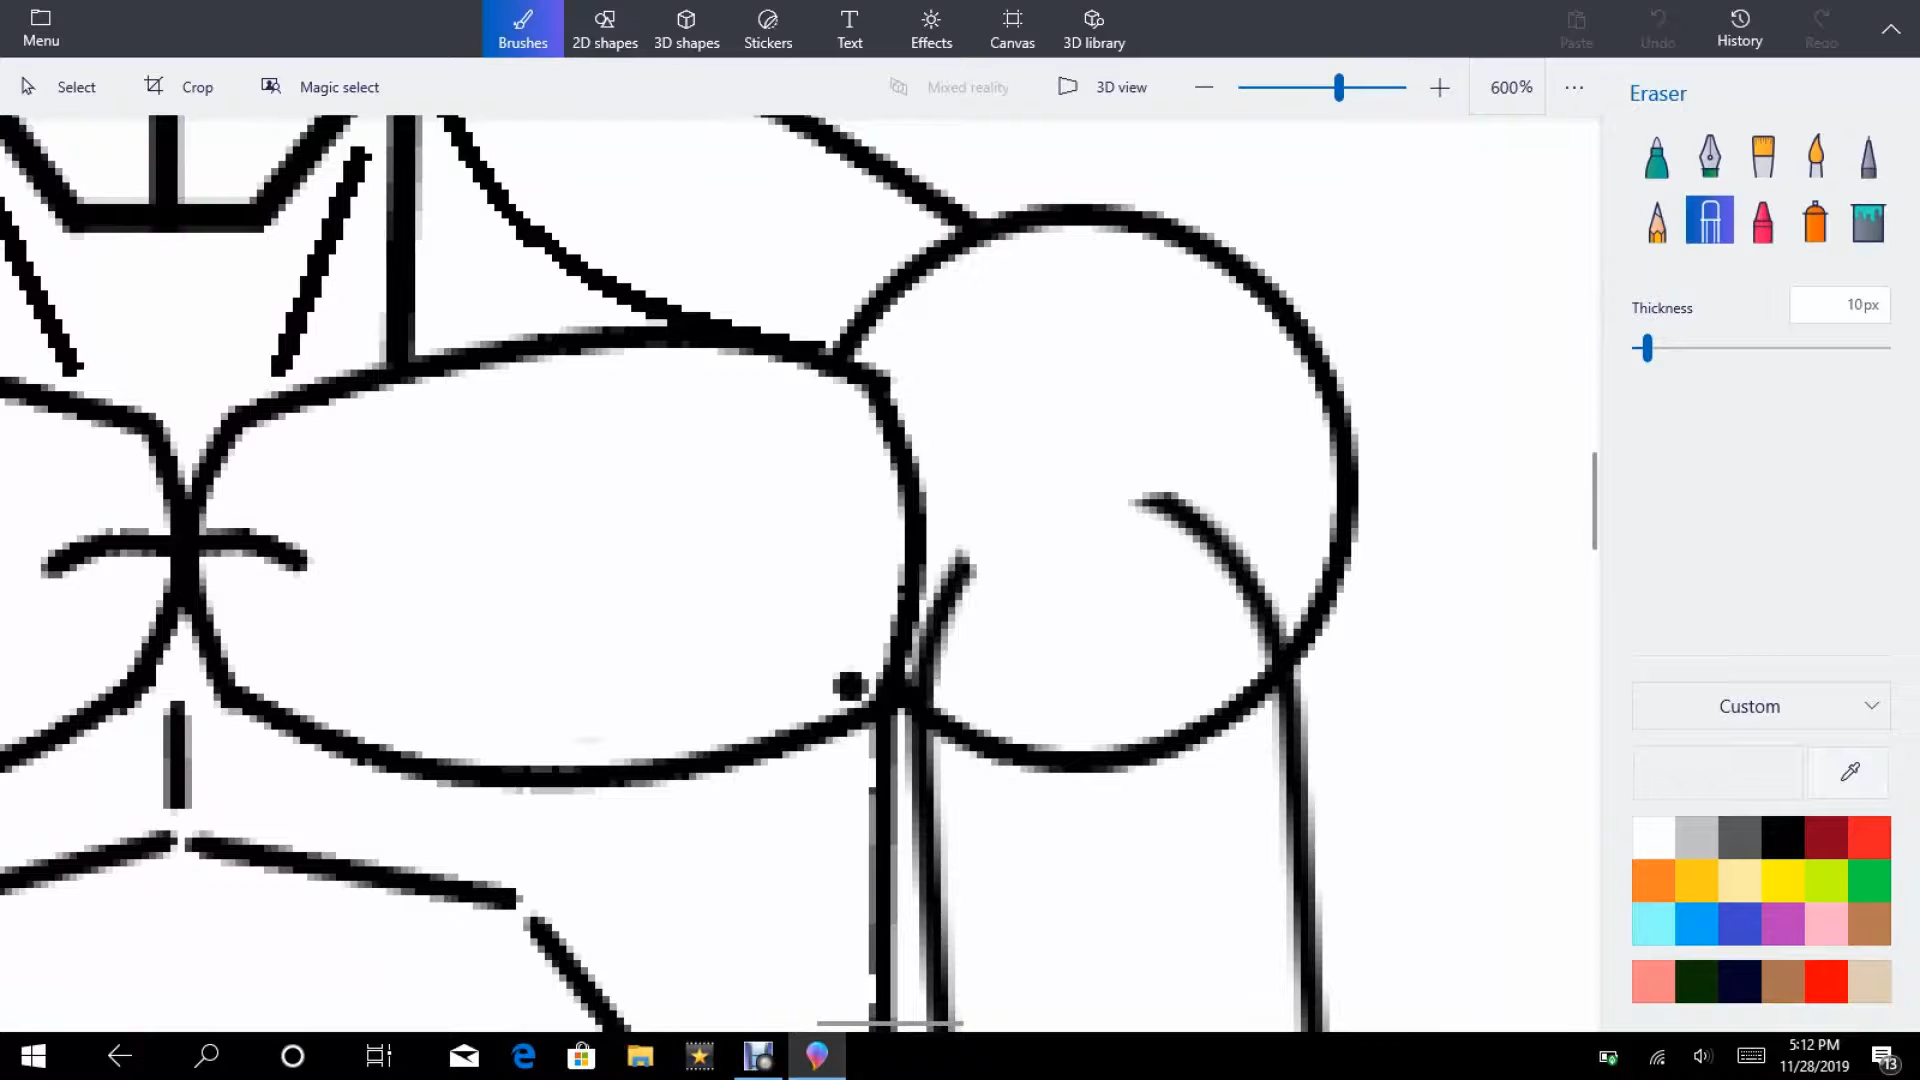 Menu
Brushes
2D shapes
3D shapes
Stickers
Text
Effects
Canvas
3D library
Paste
Undo
History
Redo
Select
Crop
Magic select
Mixed reality
3D view
600%
Eraser
Thickness
10px
Custom
5:12 PM
11/28/2019
13